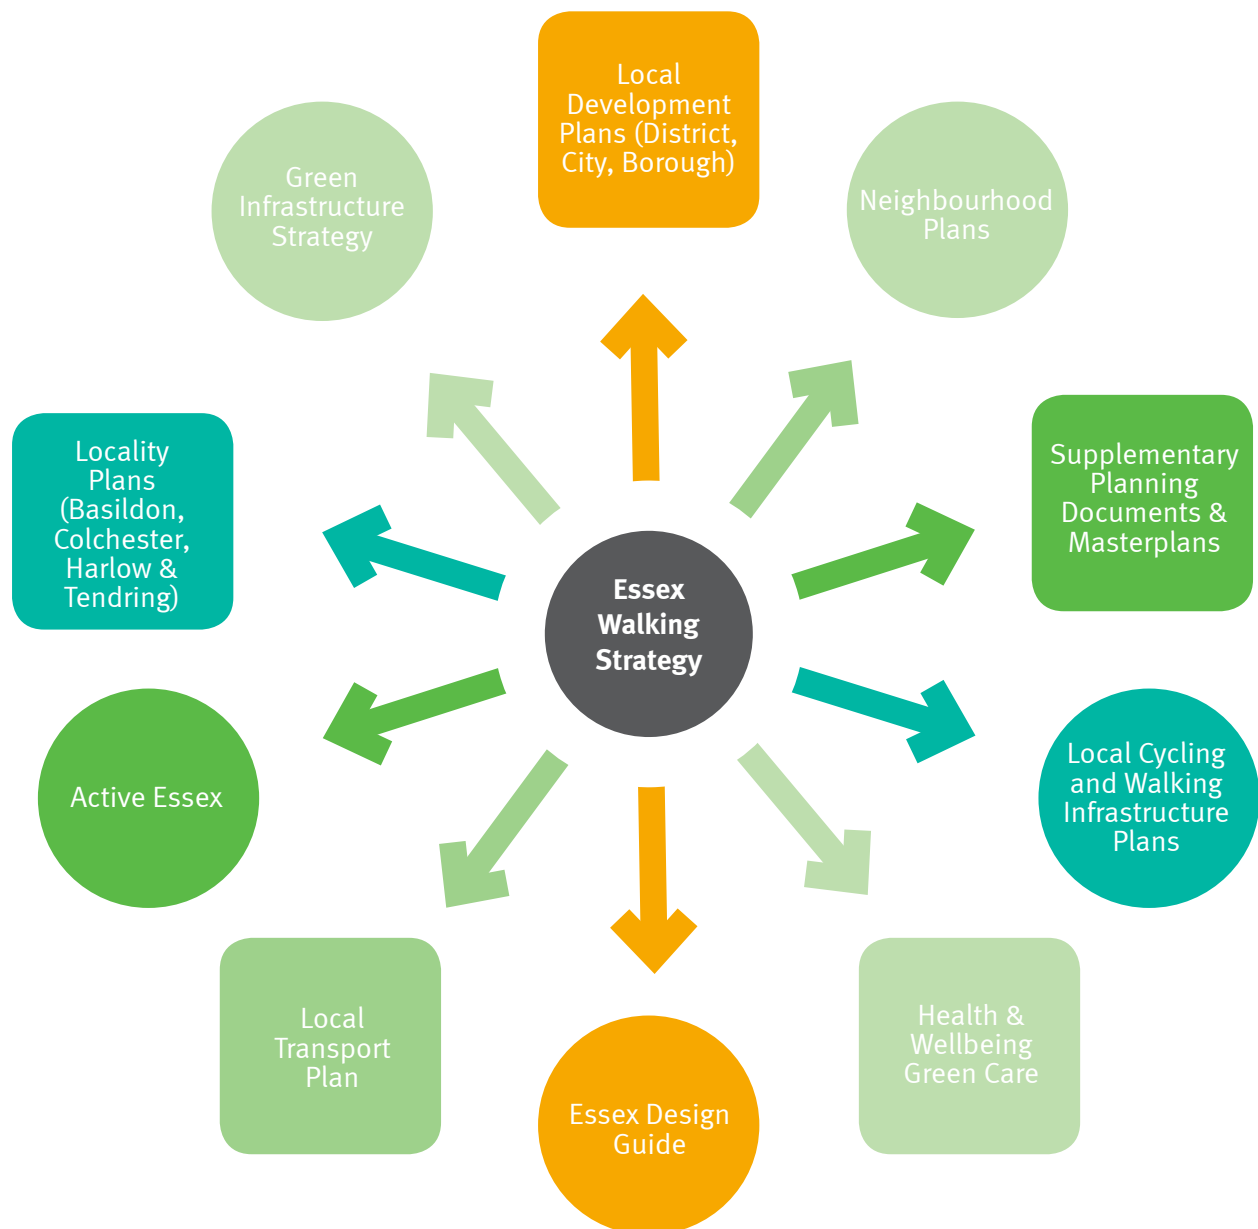 Local
Development
Plans (District,
City, Borough)
Green
Infrastructure
Strategy
Neighbourhood
Plans
Locality
Plans
(Basildon,
Colchester,
Harlow &
Tendring)
Supplementary
Planning
Documents &
Masterplans
Essex
Walking
Strategy
Active Essex
Local Cycling
and Walking
Infrastructure
Plans
Local
Transport
Plan
Health &
Wellbeing
Green Care
Essex Design
Guide